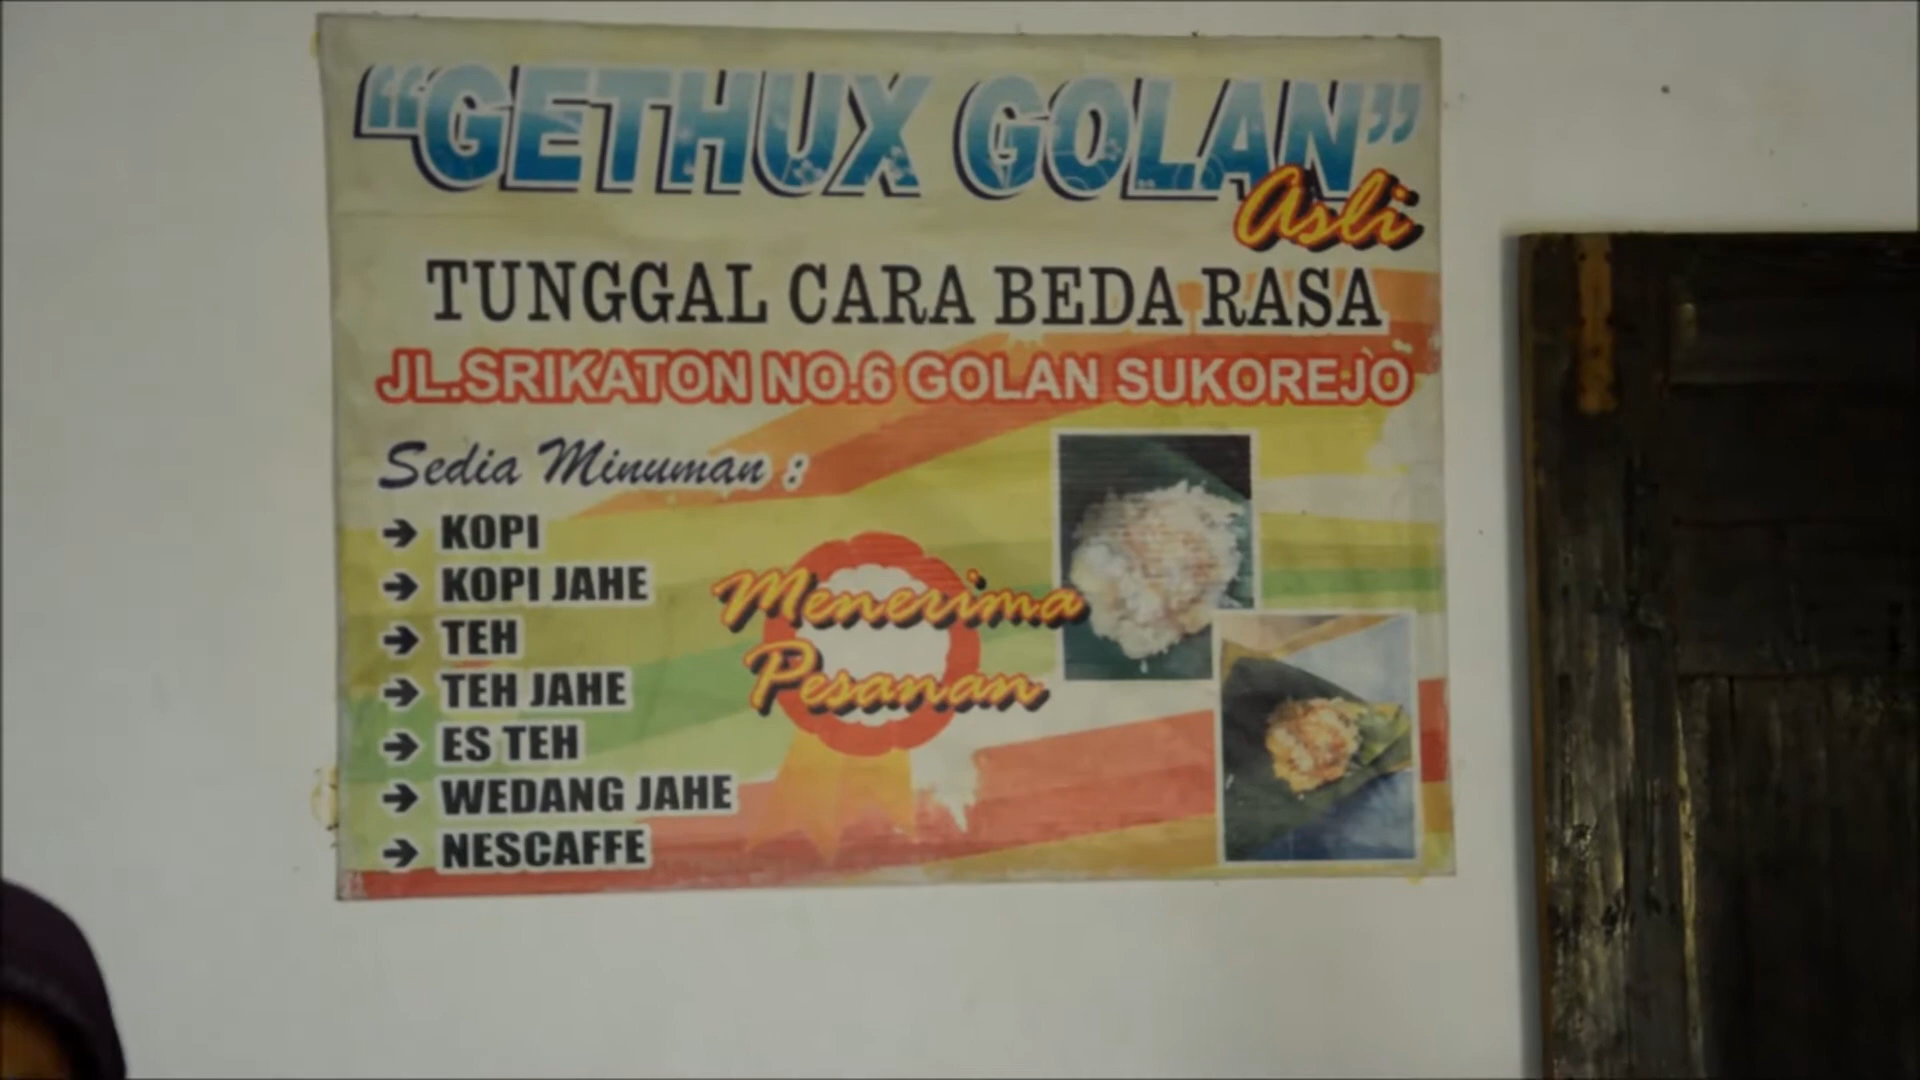 “GETHUX GOLAN”
Asli
TUNGGAL CARA BEDA RASA
JL.SRIKATON NO.6 GOLAN SUKOREJO
Sedia Minuman :
→ KOPI
→ KOPI JAHE
→ TEH
→ TEH JAHE
→ ES TEH
→ WEDANG JAHE
→ NESCAFFE
Menerima
Pesanan